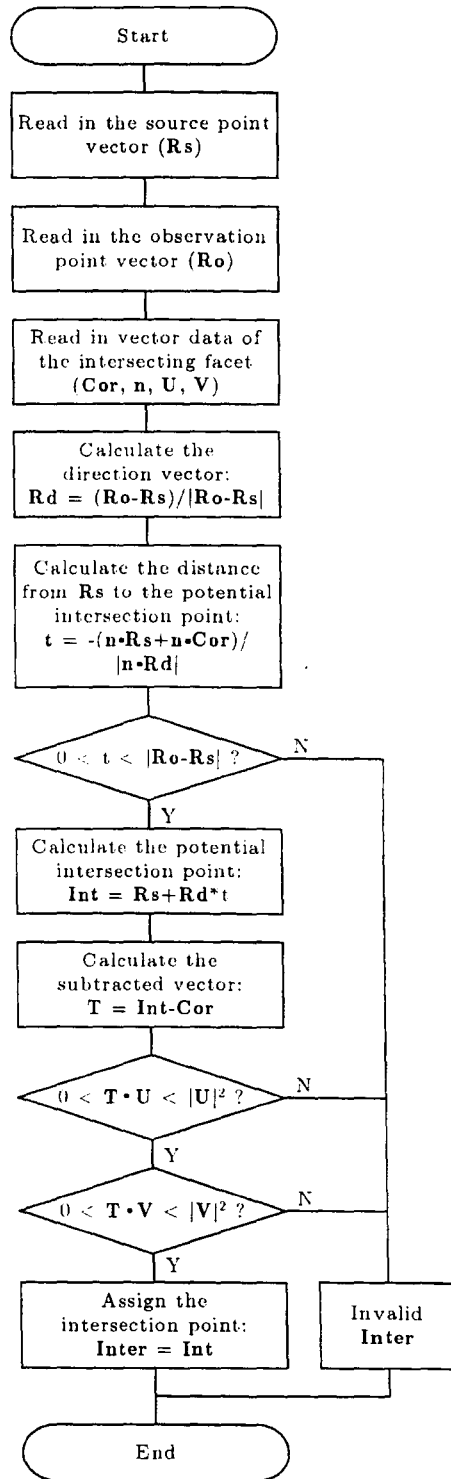 Start
Read in the source point
vector (Rs)
Read in the observation
point vector (Ro)
Read in vector data of
the intersecting facet
(Cor, n, U, V)
Calculate the
direction vector:
Rd = (Ro-Rs)/|Ro-Rs|
Calculate the distance
from Rs to the potential
intersection point:
t = -(n•Rs+n•Cor)/
|n•Rd|
0 < t < |Ro-Rs| ?
N
Y
Calculate the potential
intersection point:
Int = Rs+Rd*t
Calculate the
subtracted vector:
T = Int-Cor
0 < T • U < |U|² ?
N
Y
0 < T • V < |V|² ?
N
Y
Assign the
intersection point:
Inter = Int
Invalid
Inter
End